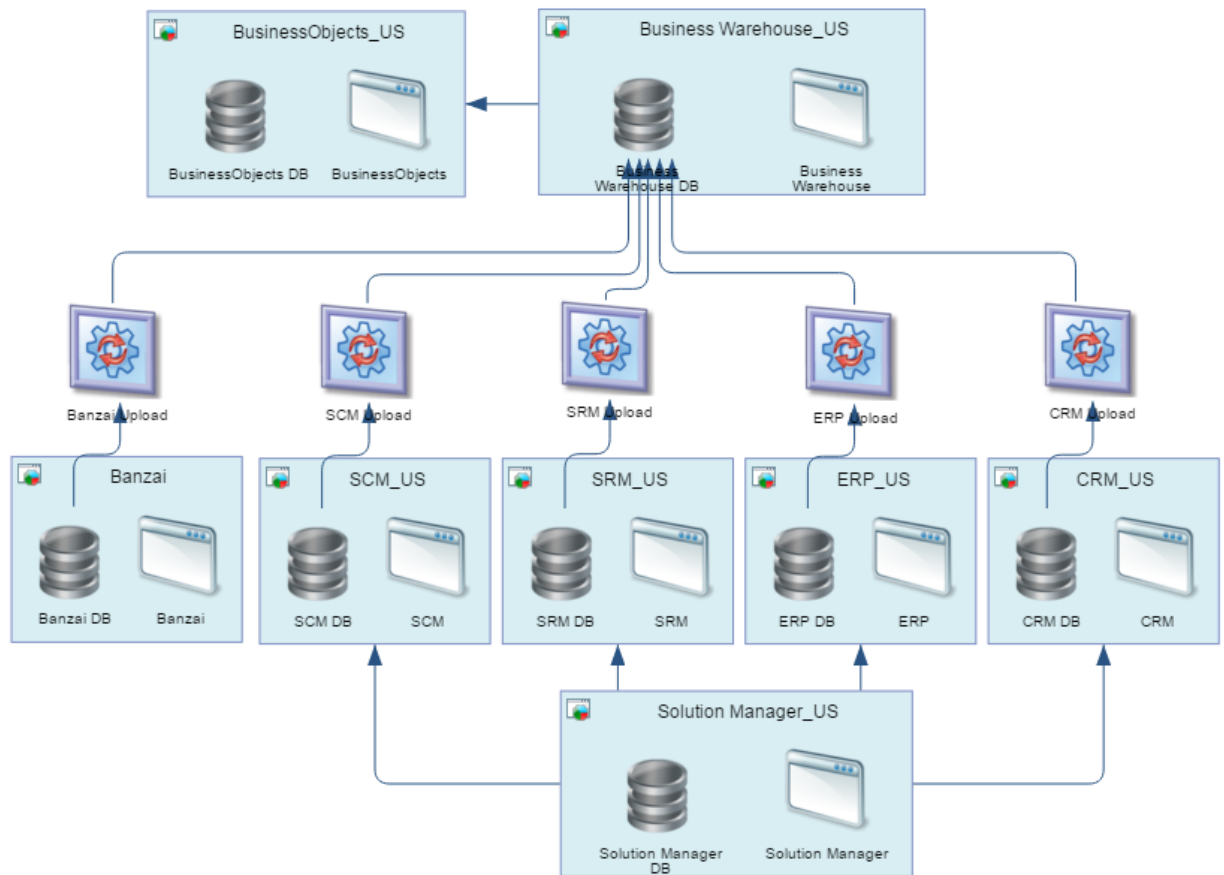 BusinessObjects_US
Business Warehouse_US
BusinessObjects DB
BusinessObjects
Business
Warehouse DB
Business
Warehouse
Banzai Upload
SCM Upload
SRM Upload
ERP Upload
CRM Upload
Banzai
SCM_US
SRM_US
ERP_US
CRM_US
Banzai DB
Banzai
SCM DB
SCM
SRM DB
SRM
ERP DB
ERP
CRM DB
CRM
Solution Manager_US
Solution Manager
DB
Solution Manager